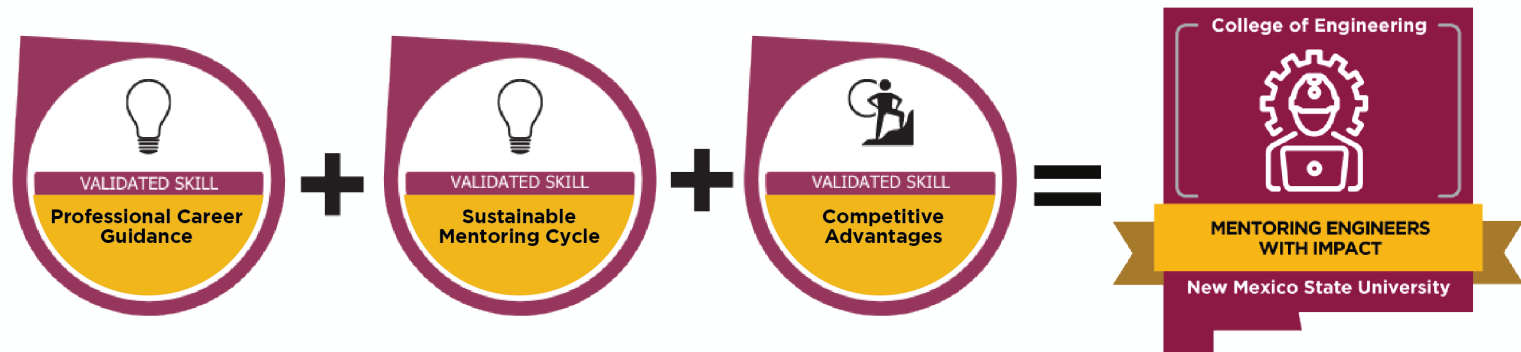 VALIDATED SKILL
Professional Career
Guidance
+
VALIDATED SKILL
Sustainable
Mentoring Cycle
+
VALIDATED SKILL
Competitive
Advantages
=
College of Engineering
MENTORING ENGINEERS
WITH IMPACT
New Mexico State University